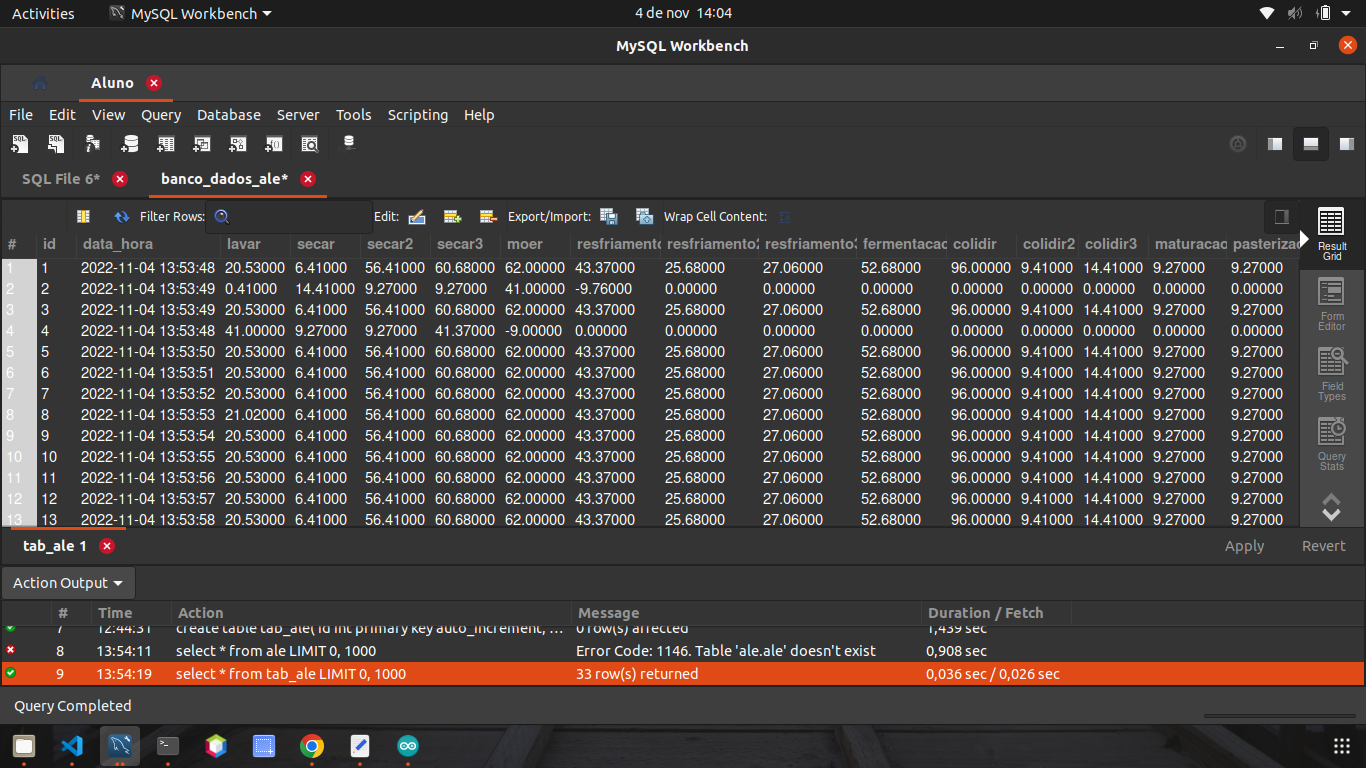 Activities MySQL Workbench 4 de nov 14:04
MySQL Workbench
Aluno
File Edit View Query Database Server Tools Scripting Help
SQL File 6* banco_dados_ale*
Filter Rows: Edit: Export/Import: Wrap Cell Content:
# id data_hora lavar secar secar2 secar3 moer resfriamento resfriamento2 resfriamento3 fermentacao colidir colidir2 colidir3 maturacao pasteriza
1 1 2022-11-04 13:53:48 20.53000 6.41000 56.41000 60.68000 62.00000 43.37000 25.68000 27.06000 52.68000 96.00000 9.41000 14.41000 9.27000 9.27000
2 2 2022-11-04 13:53:49 0.41000 14.41000 9.27000 9.27000 41.00000 -9.76000 0.00000 0.00000 0.00000 0.00000 0.00000 0.00000 0.00000 0.00000
3 3 2022-11-04 13:53:49 20.53000 6.41000 56.41000 60.68000 62.00000 43.37000 25.68000 27.06000 52.68000 96.00000 9.41000 14.41000 9.27000 9.27000
4 4 2022-11-04 13:53:48 41.00000 9.27000 9.27000 41.37000 -9.00000 0.00000 0.00000 0.00000 0.00000 0.00000 0.00000 0.00000 0.00000 0.00000
5 5 2022-11-04 13:53:50 20.53000 6.41000 56.41000 60.68000 62.00000 43.37000 25.68000 27.06000 52.68000 96.00000 9.41000 14.41000 9.27000 9.27000
6 6 2022-11-04 13:53:51 20.53000 6.41000 56.41000 60.68000 62.00000 43.37000 25.68000 27.06000 52.68000 96.00000 9.41000 14.41000 9.27000 9.27000
7 7 2022-11-04 13:53:52 20.53000 6.41000 56.41000 60.68000 62.00000 43.37000 25.68000 27.06000 52.68000 96.00000 9.41000 14.41000 9.27000 9.27000
8 8 2022-11-04 13:53:53 21.02000 6.41000 56.41000 60.68000 62.00000 43.37000 25.68000 27.06000 52.68000 96.00000 9.41000 14.41000 9.27000 9.27000
9 9 2022-11-04 13:53:54 20.53000 6.41000 56.41000 60.68000 62.00000 43.37000 25.68000 27.06000 52.68000 96.00000 9.41000 14.41000 9.27000 9.27000
10 10 2022-11-04 13:53:55 20.53000 6.41000 56.41000 60.68000 62.00000 43.37000 25.68000 27.06000 52.68000 96.00000 9.41000 14.41000 9.27000 9.27000
11 11 2022-11-04 13:53:56 20.53000 6.41000 56.41000 60.68000 62.00000 43.37000 25.68000 27.06000 52.68000 96.00000 9.41000 14.41000 9.27000 9.27000
12 12 2022-11-04 13:53:57 20.53000 6.41000 56.41000 60.68000 62.00000 43.37000 25.68000 27.06000 52.68000 96.00000 9.41000 14.41000 9.27000 9.27000
13 13 2022-11-04 13:53:58 20.53000 6.41000 56.41000 60.68000 62.00000 43.37000 25.68000 27.06000 52.68000 96.00000 9.41000 14.41000 9.27000 9.27000
Result
Grid
Form
Editor
Field
Types
Query
Stats
tab_ale 1 Apply Revert
Action Output
# Time Action Message Duration / Fetch
7 12:44:31 create table tab_ale( id int primary key auto_increment, ... 0 row(s) affected 1,439 sec
8 13:54:11 select * from ale LIMIT 0, 1000 Error Code: 1146. Table 'ale.ale' doesn't exist 0,908 sec
9 13:54:19 select * from tab_ale LIMIT 0, 1000 33 row(s) returned 0,036 sec / 0,026 sec
Query Completed